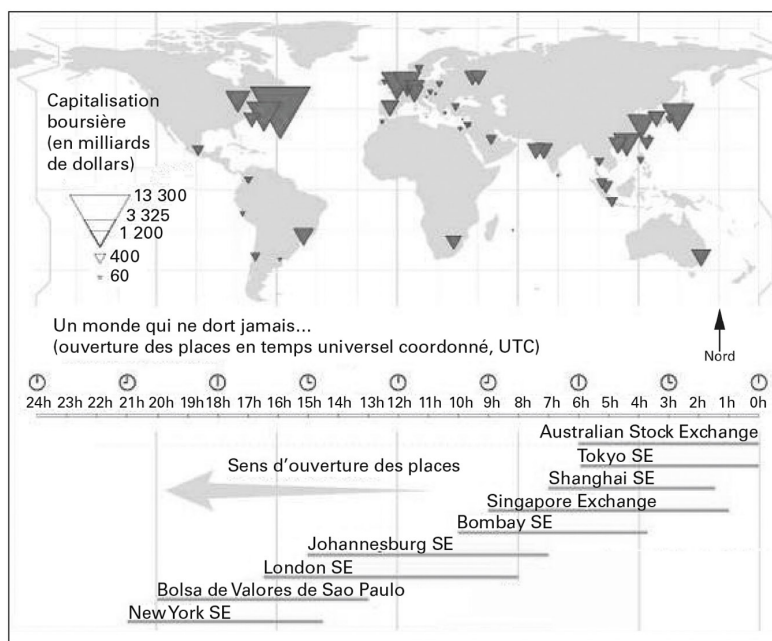 Capitalisation
boursière
(en milliards
de dollars)
13 300
3 325
1 200
400
60
Un monde qui ne dort jamais…
(ouverture des places en temps universel coordonné, UTC)
Nord
24h 23h 22h 21h 20h 19h 18h 17h 16h 15h 14h 13h 12h 11h 10h 9h 8h 7h 6h 5h 4h 3h 2h 1h 0h
Australian Stock Exchange
Tokyo SE
Sens d’ouverture des places
Shanghai SE
Singapore Exchange
Bombay SE
Johannesburg SE
London SE
Bolsa de Valores de Sao Paulo
New York SE